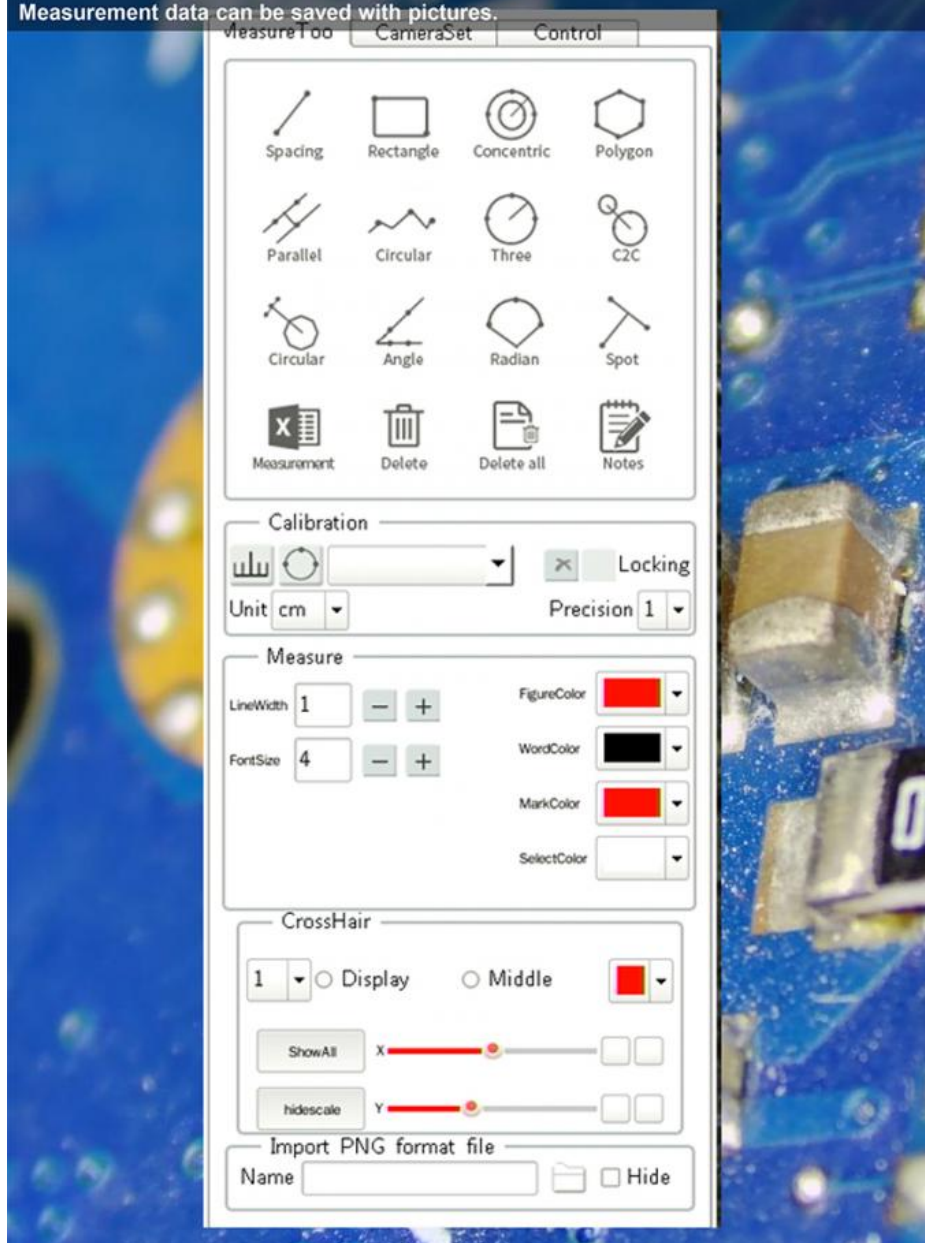 Measurement data can be saved with pictures.
MeasureToo CameraSet Control
Spacing Rectangle Concentric Polygon
Parallel Circular Three C2C
Circular Angle Radian Spot
Measurement Delete Delete all Notes
Calibration
Locking
Unit cm Precision 1
Measure
LineWidth 1 FigureColor
FontSize 4 WordColor
MarkColor
SelectColor
CrossHair
1 Display Middle
ShowAll X
hidescale Y
Import PNG format file
Name Hide
0